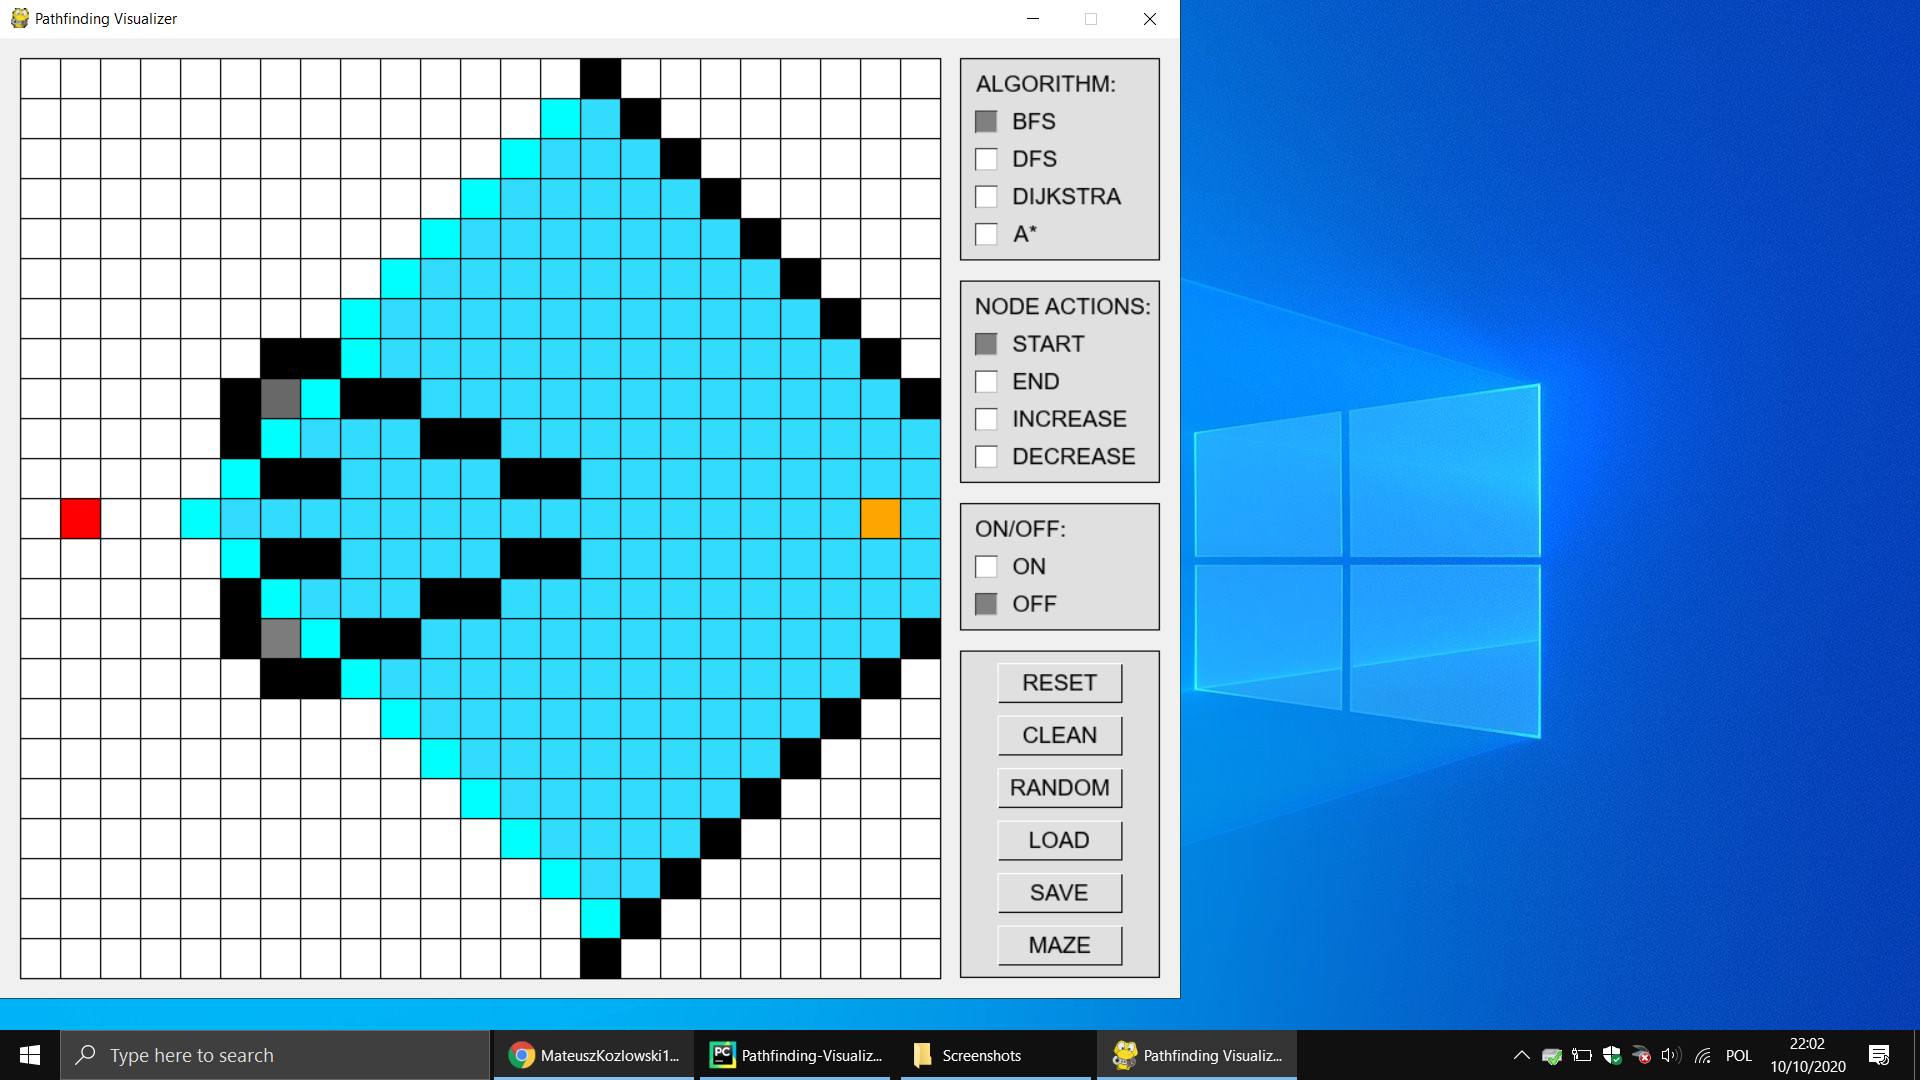 Pathfinding Visualizer
ALGORITHM:
BFS
DFS
DIJKSTRA
A*
NODE ACTIONS:
START
END
INCREASE
DECREASE
ON/OFF:
ON
OFF
RESET
CLEAN
RANDOM
LOAD
SAVE
MAZE
Type here to search
MateuszKozlowski1...
PC
Pathfinding-Visualiz...
Screenshots
Pathfinding Visualiz...
POL
22:02
10/10/2020